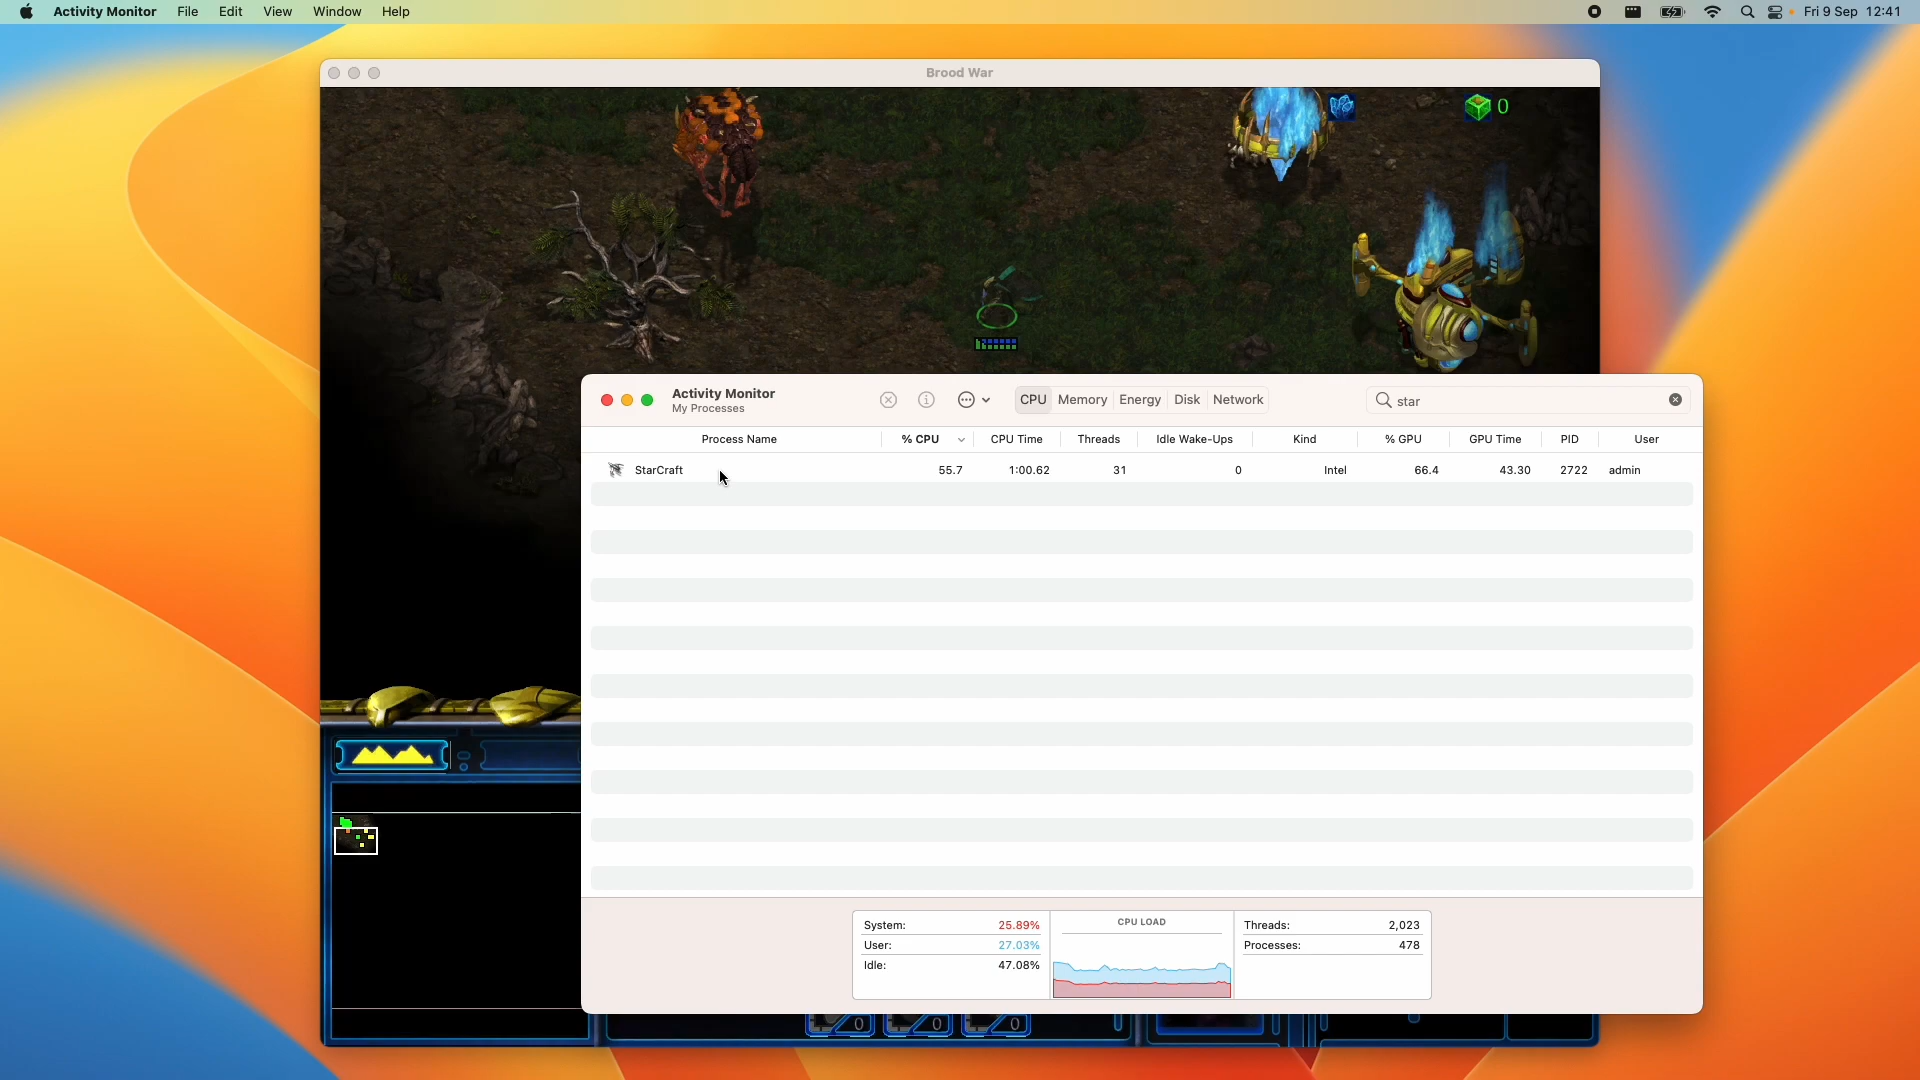 Activity Monitor File Edit View Window Help Fri 9 Sep 12:41
Brood War
0
Activity Monitor
My Processes
CPU Memory Energy Disk Network
star
Process Name % CPU CPU Time Threads Idle Wake-Ups Kind % GPU GPU Time PID User
StarCraft 55.7 1:00.62 31 0 Intel 66.4 43.30 2722 admin
System: 25.89% CPU LOAD Threads: 2,023
User: 27.03% Processes: 478
Idle: 47.08%
0 0 0